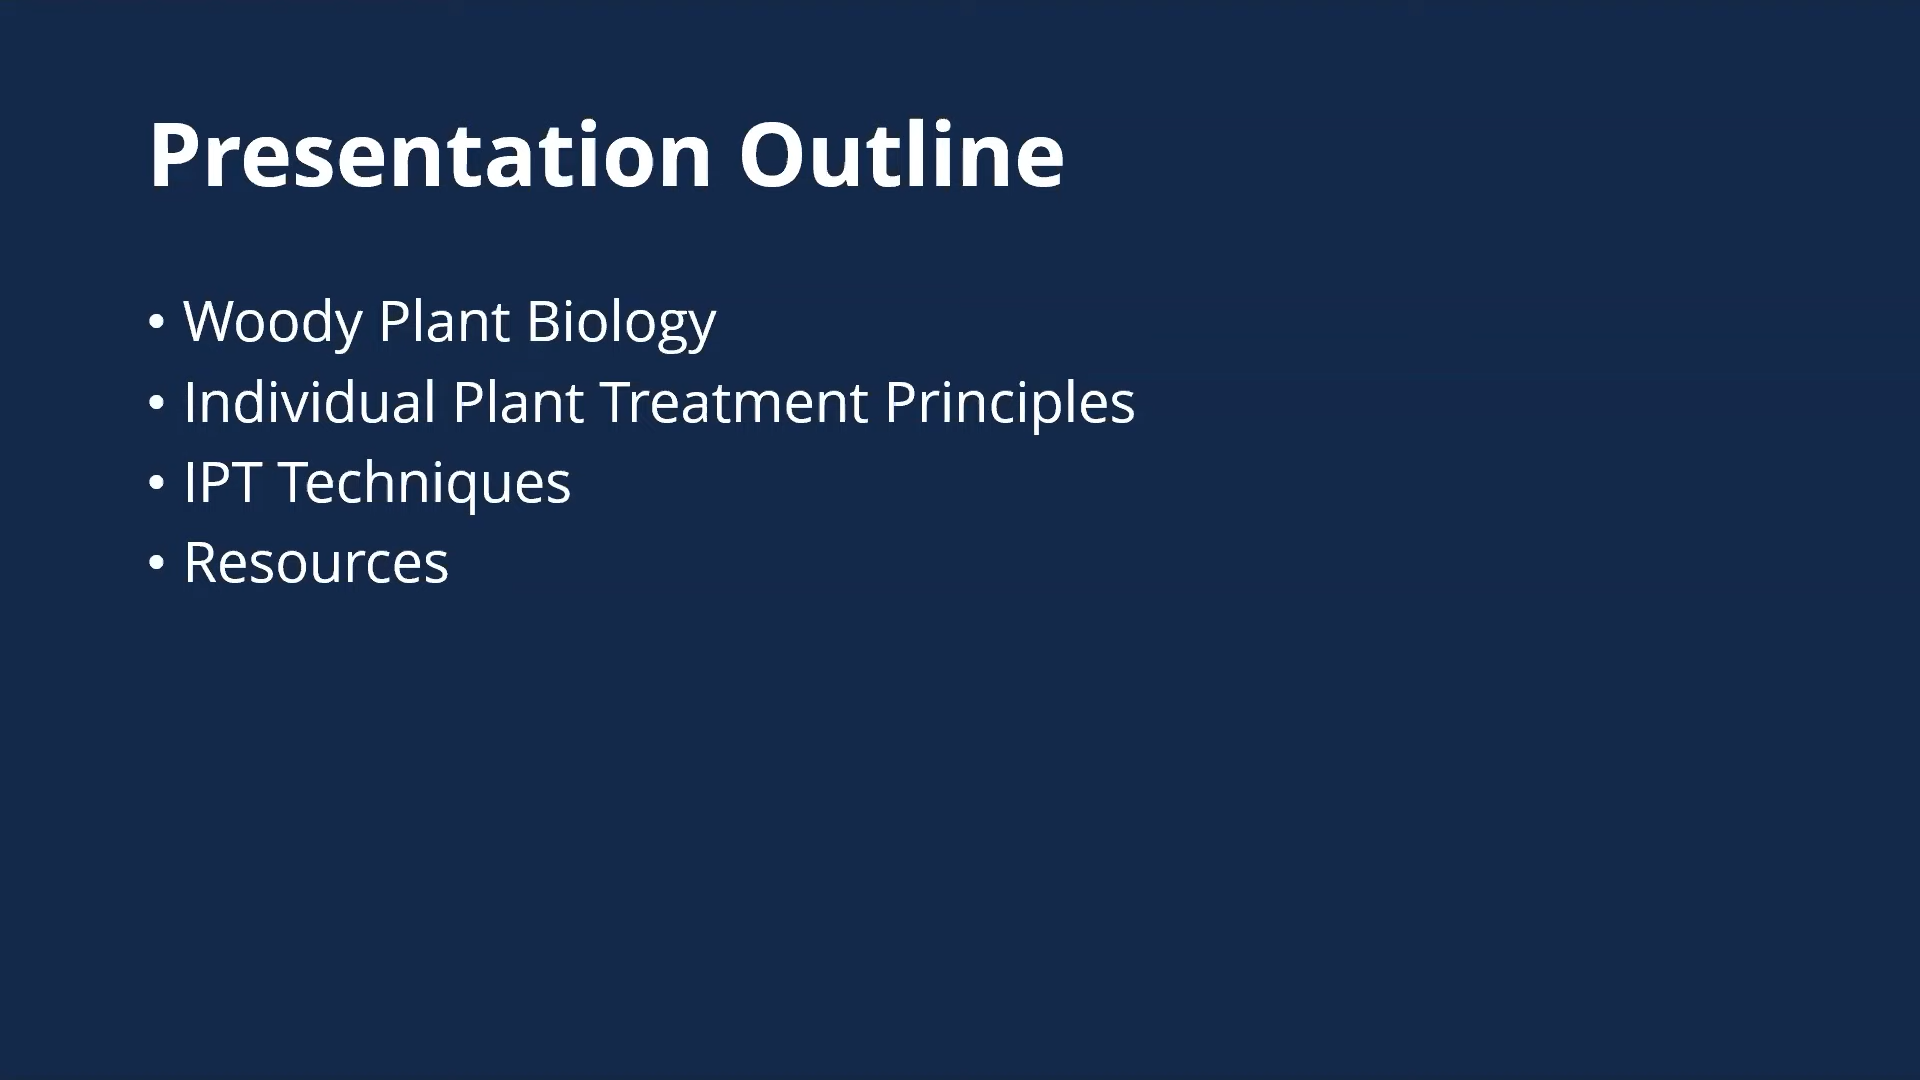 Presentation Outline
• Woody Plant Biology
• Individual Plant Treatment Principles
• IPT Techniques
• Resources